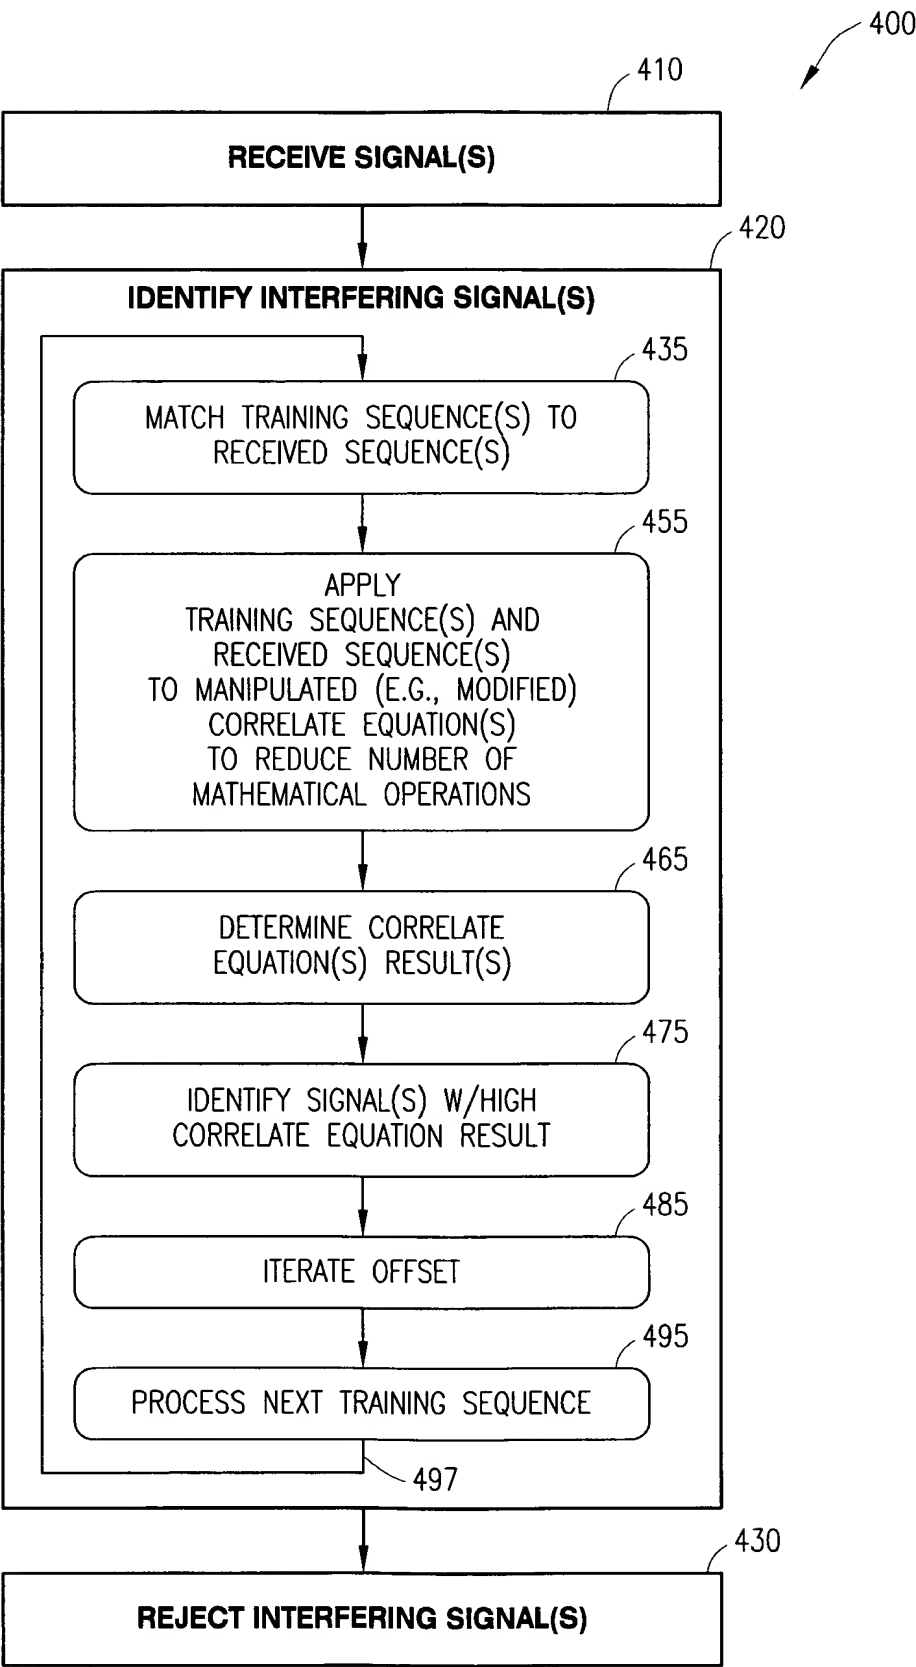 400
410
RECEIVE SIGNAL(S)
420
IDENTIFY INTERFERING SIGNAL(S)
435
MATCH TRAINING SEQUENCE(S) TO
RECEIVED SEQUENCE(S)
455
APPLY
TRAINING SEQUENCE(S) AND
RECEIVED SEQUENCE(S)
TO MANIPULATED (E.G., MODIFIED)
CORRELATE EQUATION(S)
TO REDUCE NUMBER OF
MATHEMATICAL OPERATIONS
465
DETERMINE CORRELATE
EQUATION(S) RESULT(S)
475
IDENTIFY SIGNAL(S) W/HIGH
CORRELATE EQUATION RESULT
485
ITERATE OFFSET
495
PROCESS NEXT TRAINING SEQUENCE
497
430
REJECT INTERFERING SIGNAL(S)